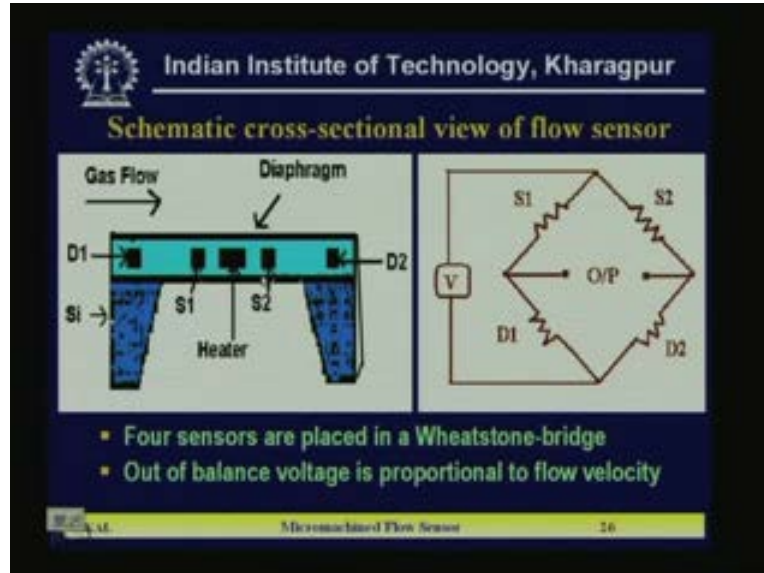 Indian Institute of Technology, Kharagpur
Schematic cross-sectional view of flow sensor
Gas Flow
Diaphragm
D1
D2
Si
S1
S2
Heater
S1
S2
V
O/P
D1
D2
Four sensors are placed in a Wheatstone-bridge
Out of balance voltage is proportional to flow velocity
Micromachined Flow Sensor
26